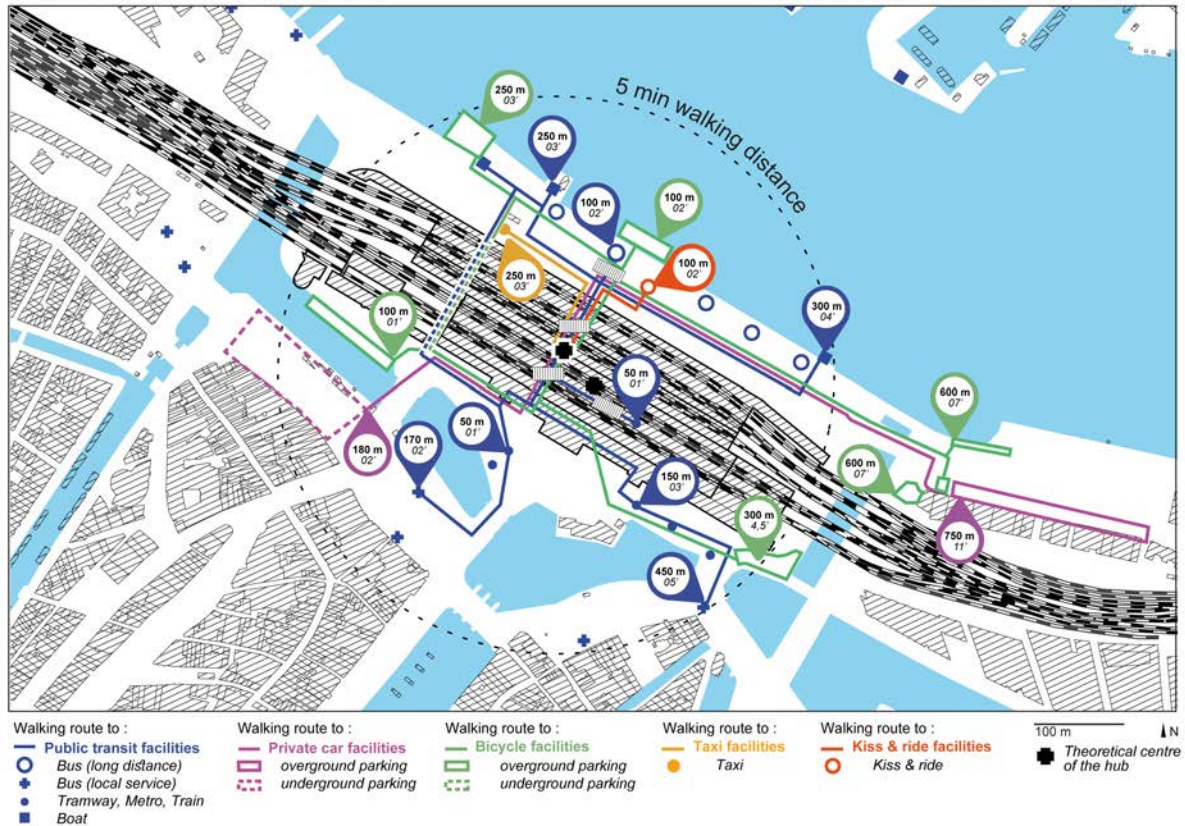 250 m
03'
250 m
03'
5 min walking distance
100 m
02'
100 m
02'
250 m
03'
100 m
02'
100 m
01'
300 m
04'
50 m
01'
600 m
07'
50 m
01'
170 m
02'
180 m
02'
150 m
03'
600 m
07'
300 m
4,5'
750 m
11'
450 m
05'
Walking route to :
Public transit facilities
Bus (long distance)
Bus (local service)
Tramway, Metro, Train
Boat
Walking route to :
Private car facilities
overground parking
underground parking
Walking route to :
Bicycle facilities
overground parking
underground parking
Walking route to :
Taxi facilities
Taxi
Walking route to :
Kiss & ride facilities
Kiss & ride
100 m
N
Theoretical centre
of the hub